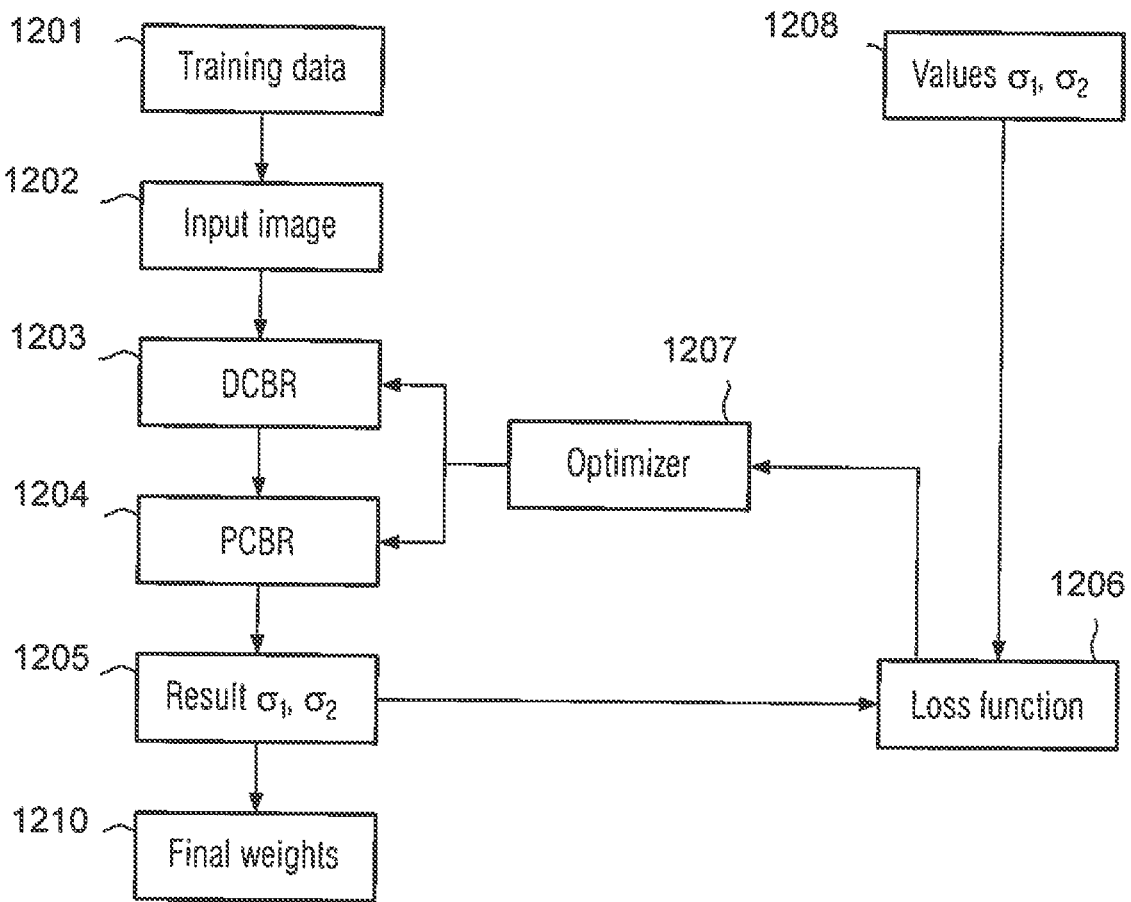 1201
Training data
1208
Values σ₁, σ₂
1202
Input image
1203
DCBR
1207
Optimizer
1204
PCBR
1206
Loss function
1205
Result σ₁, σ₂
1210
Final weights